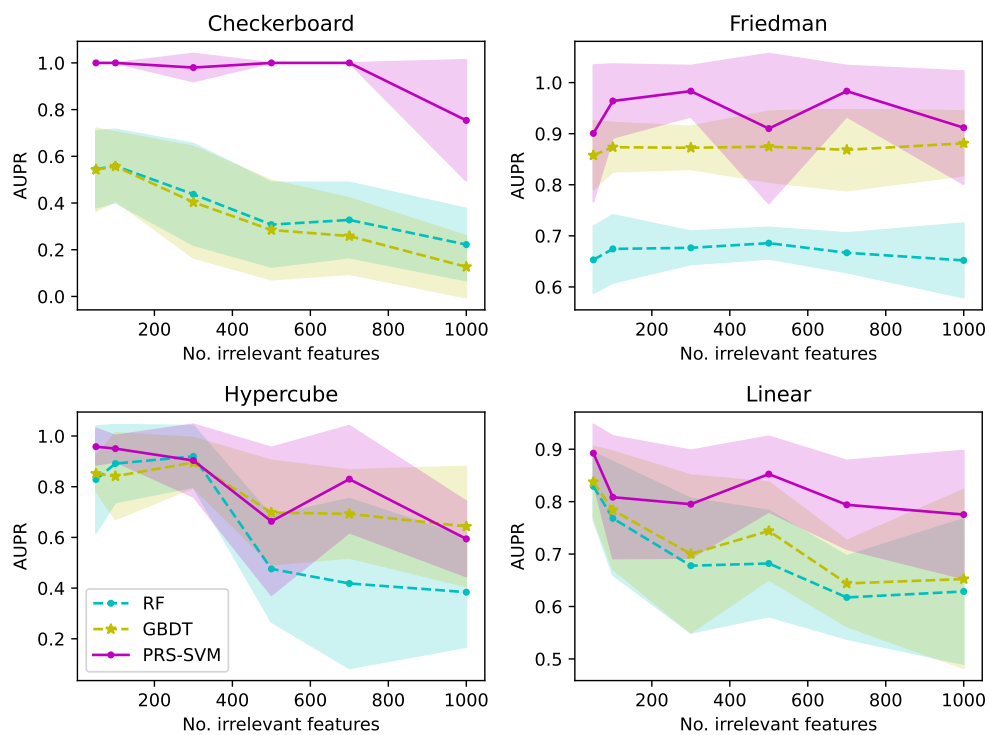 Checkerboard
AUPR
1.0
0.8
0.6
0.4
0.2
0.0
200 400 600 800 1000
No. irrelevant features
Friedman
AUPR
1.0
0.9
0.8
0.7
0.6
200 400 600 800 1000
No. irrelevant features
Hypercube
AUPR
1.0
0.8
0.6
0.4
0.2
RF
GBDT
PRS-SVM
200 400 600 800 1000
No. irrelevant features
Linear
AUPR
0.9
0.8
0.7
0.6
0.5
200 400 600 800 1000
No. irrelevant features